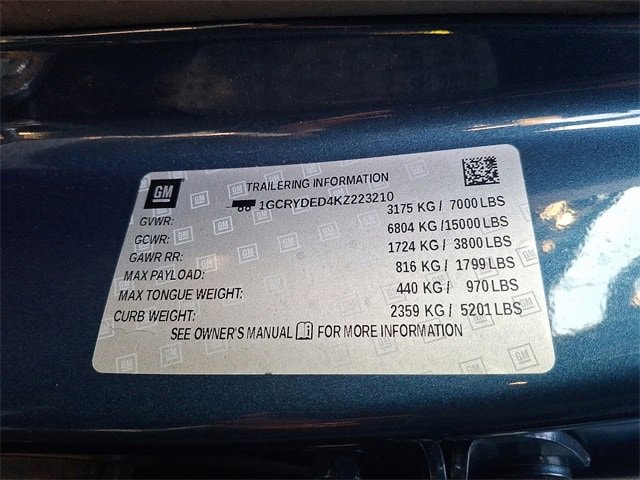 GM
TRAILERING INFORMATION
1GCRYDED4KZ223210
GVWR: 3175 KG / 7000 LBS
GCWR: 6804 KG /15000 LBS
GAWR RR: 1724 KG / 3800 LBS
MAX PAYLOAD: 816 KG / 1799 LBS
MAX TONGUE WEIGHT: 440 KG / 970 LBS
CURB WEIGHT: 2359 KG / 5201 LBS
SEE OWNER'S MANUAL FOR MORE INFORMATION